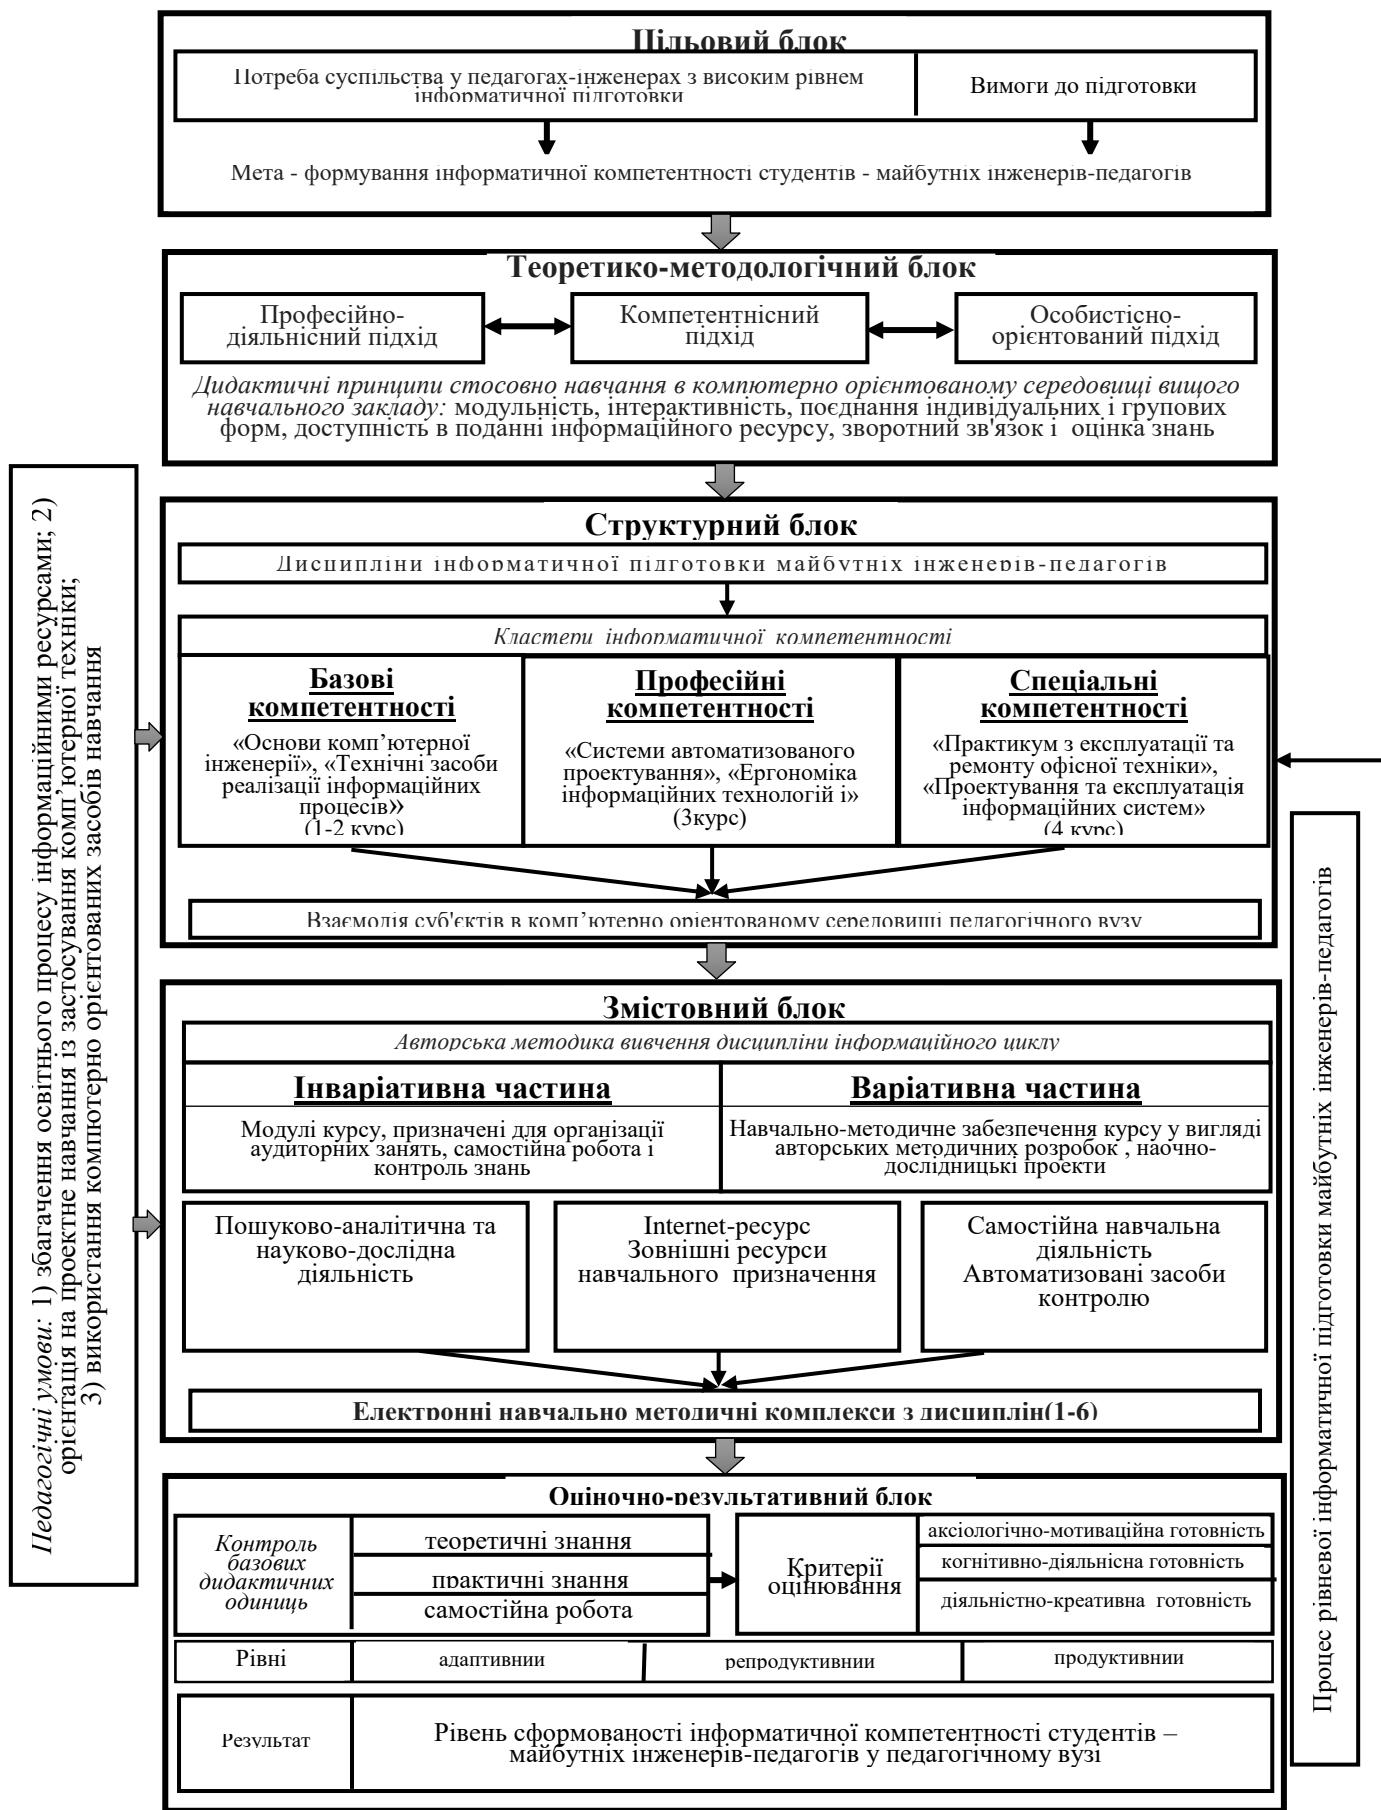 Цільовий блок
Потреба суспільства у педагогах-інженерах з високим рівнем
інформатичної підготовки
Вимоги до підготовки
Мета - формування інформатичної компетентності студентів - майбутніх інженерів-педагогів
Теоретико-методологічний блок
Професійно-
діяльнісний підхід
Компетентнісний
підхід
Особистісно-
орієнтований підхід
Дидактичні принципи стосовно навчання в компютерно орієнтованому середовищі вищого
навчального закладу: модульність, інтерактивність, поєднання індивідуальних і групових
форм, доступність в поданні інформаційного ресурсу, зворотний зв'язок і оцінка знань
Педагогічні умови: 1) збагачення освітнього процесу інформаційними ресурсами; 2)
орієнтація на проектне навчання із застосування комп'ютерної техніки;
3) використання компютерно орієнтованих засобів навчання
Структурний блок
Дисципліни інформатичної підготовки майбутніх інженерів-педагогів
Кластери інформатичної компетентності
Базові
компетентності
«Основи комп’ютерної
інженерії», «Технічні засоби
реалізації інформаційних
процесів»
(1-2 курс)
Професійні
компетентності
«Системи автоматизованого
проектування», «Ергономіка
інформаційних технологій і»
(3курс)
Спеціальні
компетентності
«Практикум з експлуатації та
ремонту офісної техніки»,
«Проектування та експлуатація
інформаційних систем»
(4 курс)
Взаємодія суб'єктів в комп’ютерно орієнтованому середовищі педагогічного вузу
Змістовний блок
Авторська методика вивчення дисципліни інформаційного циклу
Інваріативна частина
Модулі курсу, призначені для організації
аудиторних занять, самостійна робота і
контроль знань
Варіативна частина
Навчально-методичне забезпечення курсу у вигляді
авторських методичних розробок , наочно-
дослідницькі проекти
Пошуково-аналітична та
науково-дослідна
діяльність
Internet-ресурс
Зовнішні ресурси
навчального призначення
Самостійна навчальна
діяльність
Автоматизовані засоби
контролю
Електронні навчально методичні комплекси з дисциплін(1-6)
Процес рівневої інформатичної підготовки майбутніх інженерів-педагогів
Оціночно-результативний блок
Контроль
базових
дидактичних
одиниць
теоретичні знання
практичні знання
самостійна робота
Критерії
оцінювання
аксіологічно-мотиваційна готовність
когнітивно-діяльнісна готовність
діяльністно-креативна готовність
Рівні
адаптивний
репродуктивний
продуктивний
Результат
Рівень сформованості інформатичної компетентності студентів –
майбутніх інженерів-педагогів у педагогічному вузі